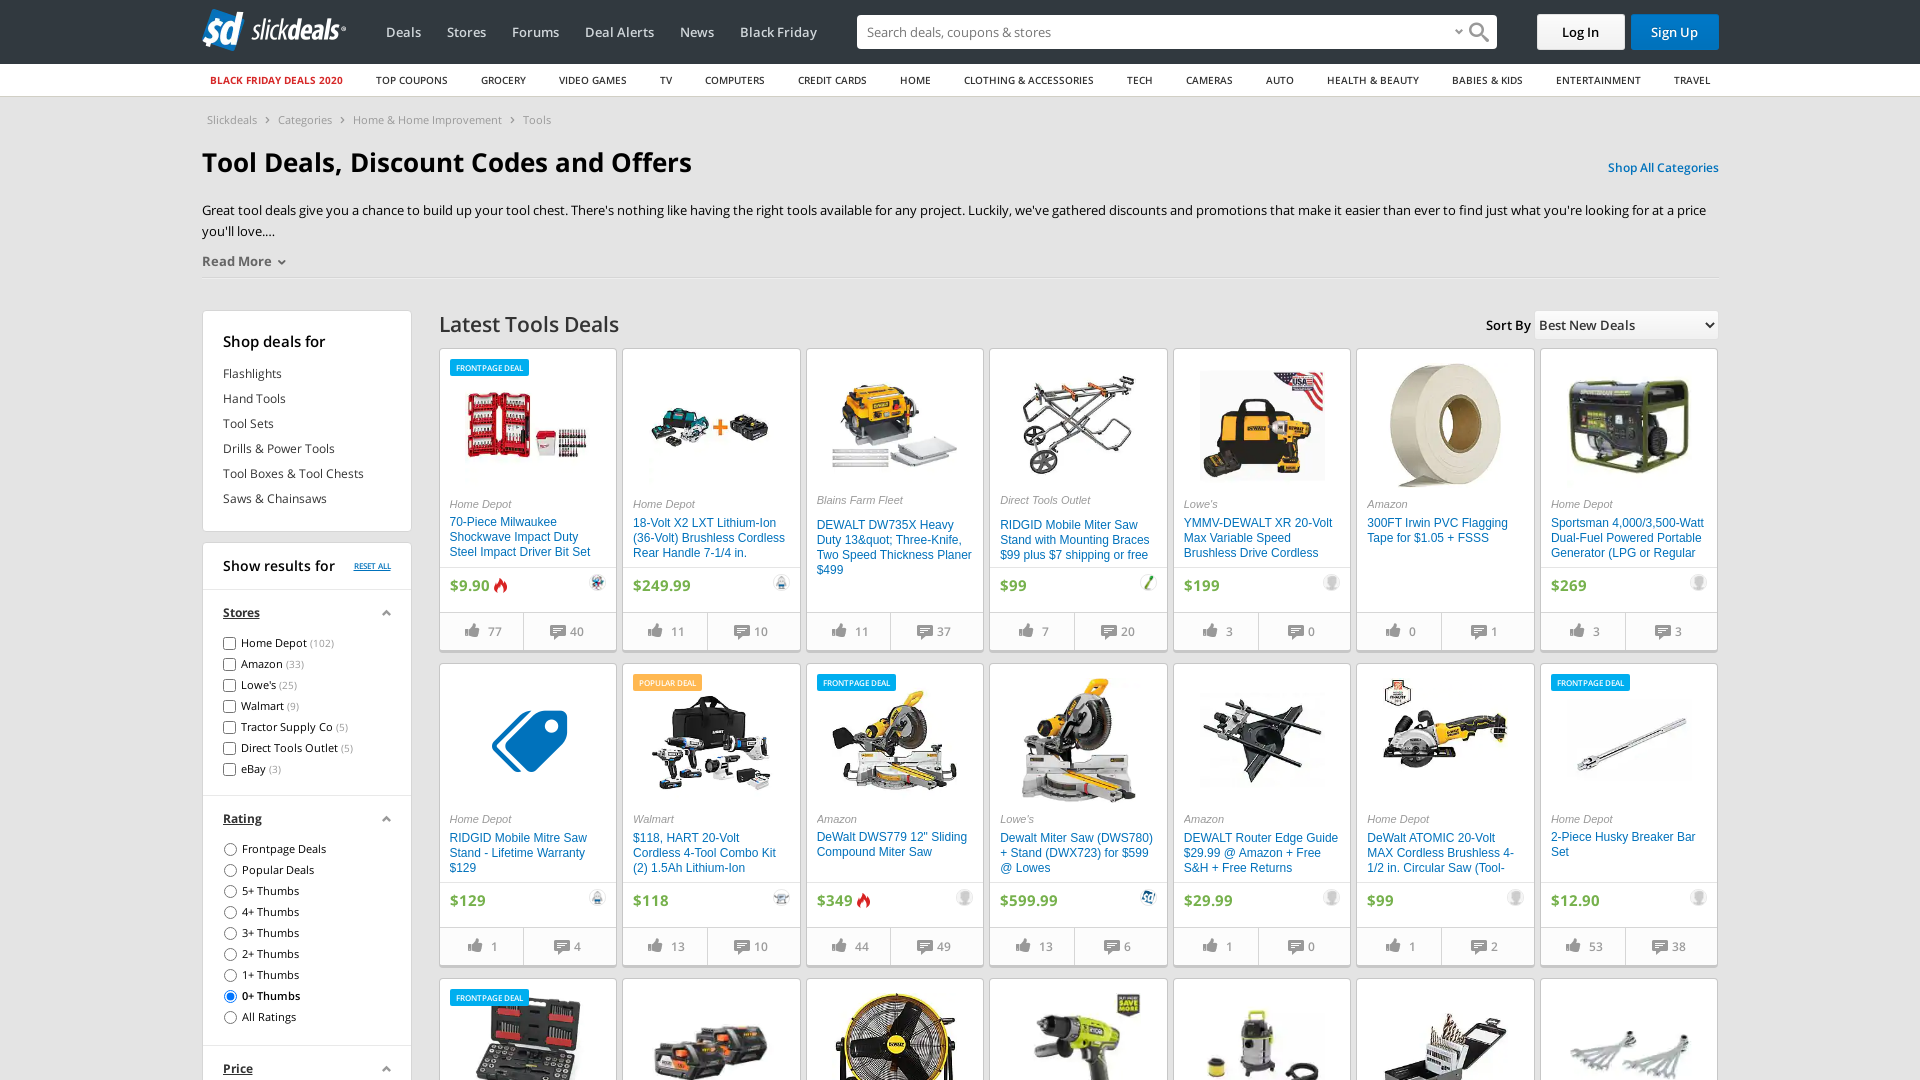 slickdeals
Deals
Stores
Forums
Deal Alerts
News
Black Friday
Search deals, coupons & stores
Log In
Sign Up
BLACK FRIDAY DEALS 2020
TOP COUPONS
GROCERY
VIDEO GAMES
TV
COMPUTERS
CREDIT CARDS
HOME
CLOTHING & ACCESSORIES
TECH
CAMERAS
AUTO
HEALTH & BEAUTY
BABIES & KIDS
ENTERTAINMENT
TRAVEL
Slickdeals
Categories
Home & Home Improvement
Tools
Tool Deals, Discount Codes and Offers
Shop All Categories
Great tool deals give you a chance to build up your tool chest. There's nothing like having the right tools available for any project. Luckily, we've gathered discounts and promotions that make it easier than ever to find just what you're looking for at a price
you'll love....
Read More
Shop deals for
Flashlights
Hand Tools
Tool Sets
Drills & Power Tools
Tool Boxes & Tool Chests
Saws & Chainsaws
Show results for
RESET ALL
Stores
Home Depot (102)
Amazon (33)
Lowe's (25)
Walmart (9)
Tractor Supply Co (5)
Direct Tools Outlet (5)
eBay (3)
Rating
Frontpage Deals
Popular Deals
5+ Thumbs
4+ Thumbs
3+ Thumbs
2+ Thumbs
1+ Thumbs
0+ Thumbs
All Ratings
Price
Latest Tools Deals
Sort By
Best New Deals
FRONTPAGE DEAL
Home Depot
70-Piece Milwaukee
Shockwave Impact Duty
Steel Impact Driver Bit Set
$9.90
77
40
Home Depot
18-Volt X2 LXT Lithium-Ion
(36-Volt) Brushless Cordless
Rear Handle 7-1/4 in.
$249.99
11
10
Blains Farm Fleet
DEWALT DW735X Heavy
Duty 13&quot; Three-Knife,
Two Speed Thickness Planer
$499
11
37
Direct Tools Outlet
RIDGID Mobile Miter Saw
Stand with Mounting Braces
$99 plus $7 shipping or free
$99
7
20
USA
Lowe's
YMMV-DEWALT XR 20-Volt
Max Variable Speed
Brushless Drive Cordless
$199
3
0
Amazon
300FT Irwin PVC Flagging
Tape for $1.05 + FSSS
0
1
Home Depot
Sportsman 4,000/3,500-Watt
Dual-Fuel Powered Portable
Generator (LPG or Regular
$269
3
3
Home Depot
RIDGID Mobile Mitre Saw
Stand - Lifetime Warranty
$129
$129
1
4
POPULAR DEAL
Walmart
$118, HART 20-Volt
Cordless 4-Tool Combo Kit
(2) 1.5Ah Lithium-Ion
$118
13
10
FRONTPAGE DEAL
Amazon
DeWalt DWS779 12" Sliding
Compound Miter Saw
$349
44
49
Lowe's
Dewalt Miter Saw (DWS780)
+ Stand (DWX723) for $599
@ Lowes
$599.99
13
6
Amazon
DEWALT Router Edge Guide
$29.99 @ Amazon + Free
S&H + Free Returns
$29.99
1
0
Home Depot
DeWalt ATOMIC 20-Volt
MAX Cordless Brushless 4-
1/2 in. Circular Saw (Tool-
$99
1
2
FRONTPAGE DEAL
Home Depot
2-Piece Husky Breaker Bar
Set
$12.90
53
38
FRONTPAGE DEAL
SAVE
MORE